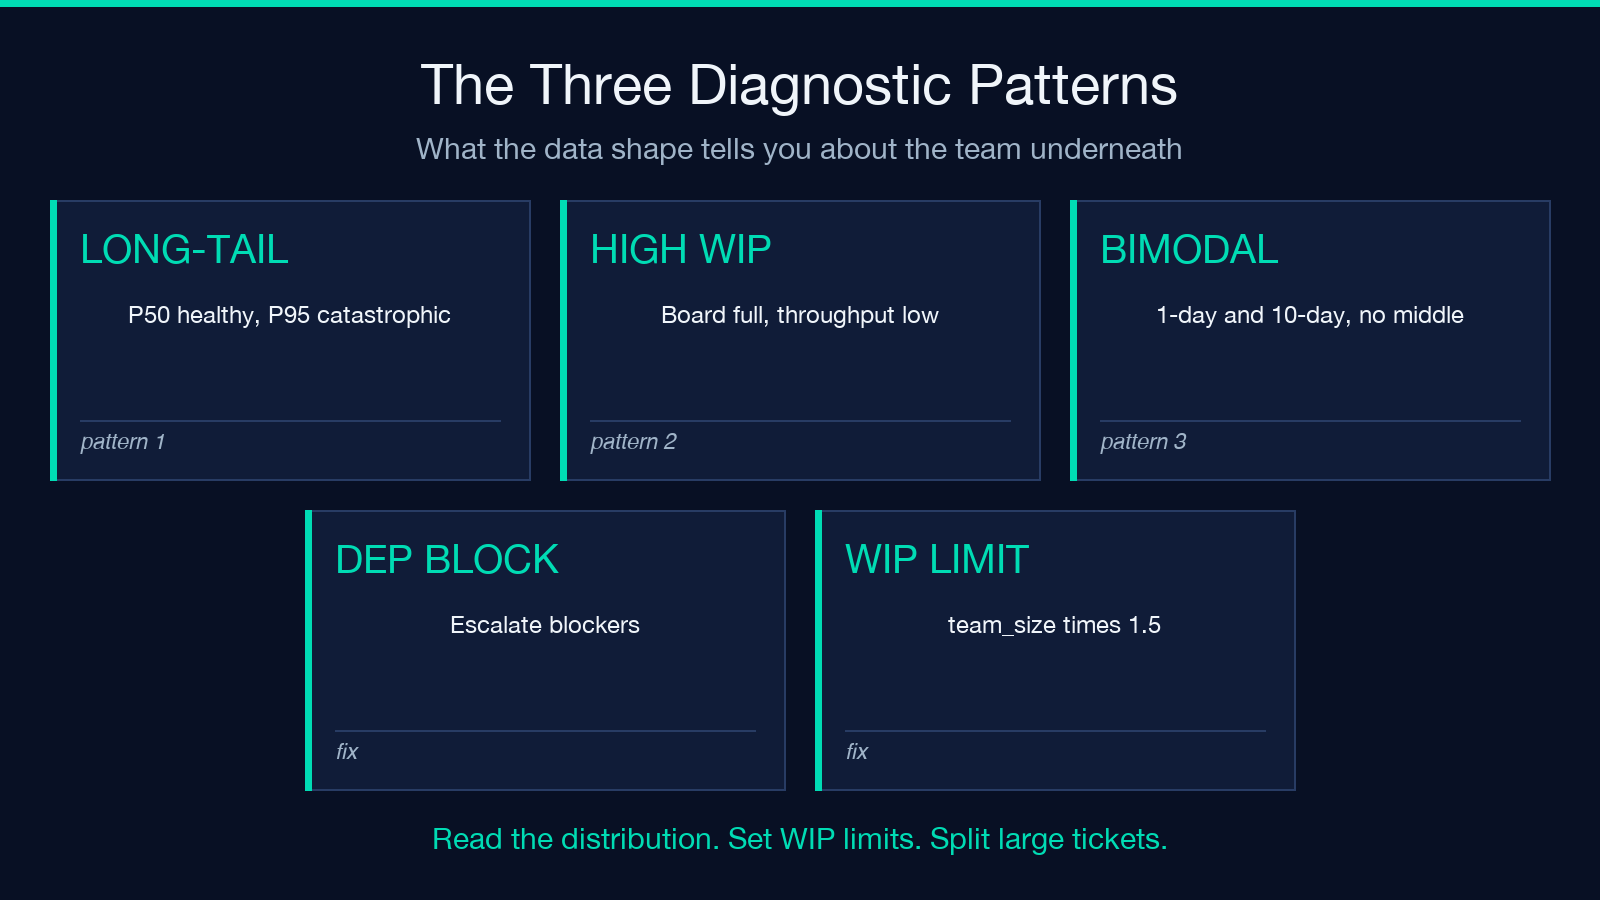 The Three Diagnostic Patterns
What the data shape tells you about the team underneath
LONG-TAIL
P50 healthy, P95 catastrophic
pattern 1
HIGH WIP
Board full, throughput low
pattern 2
BIMODAL
1-day and 10-day, no middle
pattern 3
DEP BLOCK
Escalate blockers
fix
WIP LIMIT
team_size times 1.5
fix
Read the distribution. Set WIP limits. Split large tickets.